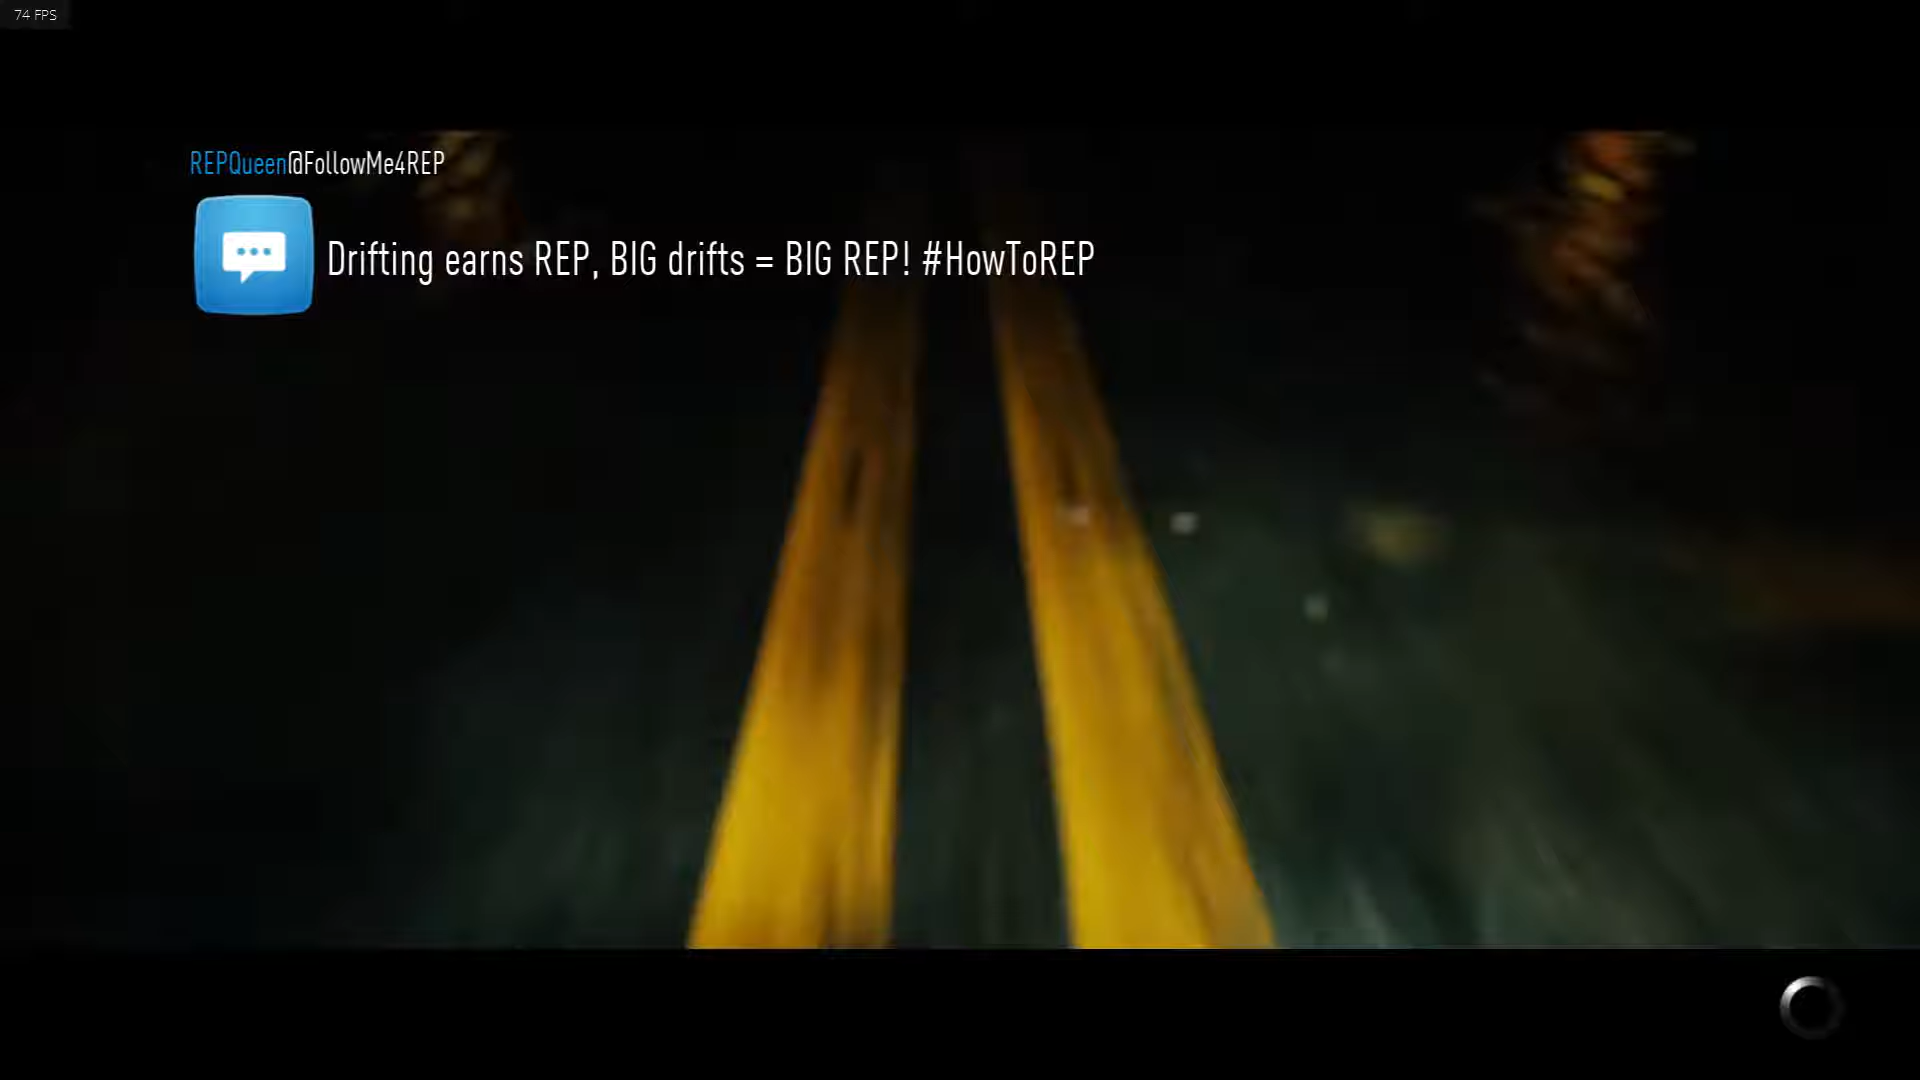 74 FPS
REPQueen@FollowMe4REP
Drifting earns REP, BIG drifts = BIG REP! #HowToREP